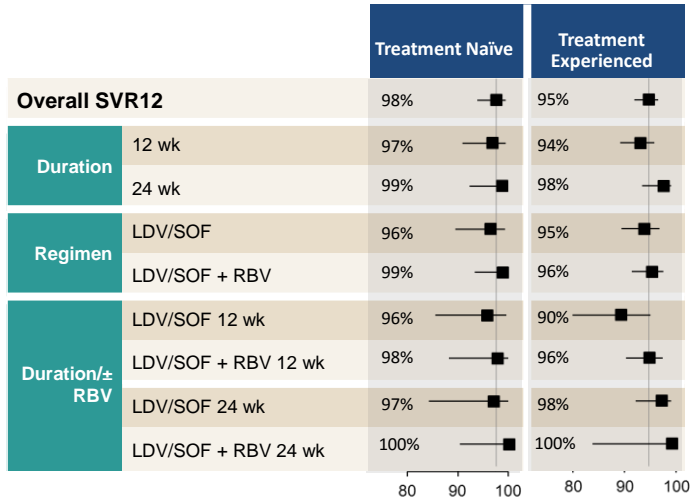 Treatment Naïve
Treatment
Experienced
Overall SVR12 98% 95%
Duration
12 wk 97% 94%
24 wk 99% 98%
Regimen
LDV/SOF 96% 95%
LDV/SOF + RBV 99% 96%
Duration/±
RBV
LDV/SOF 12 wk 96% 90%
LDV/SOF + RBV 12 wk 98% 96%
LDV/SOF 24 wk 97% 98%
LDV/SOF + RBV 24 wk 100% 100%
80 90 100 80 90 100